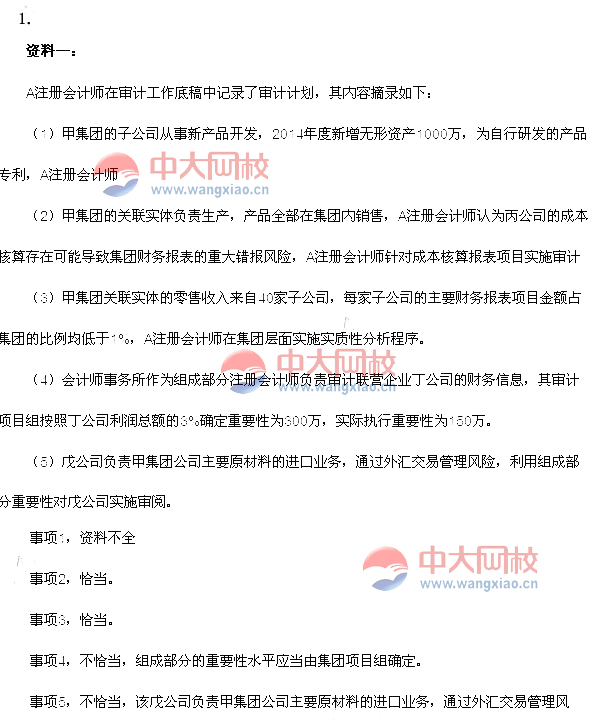 1.
资料一：
A注册会计师在审计工作底稿中记录了审计计划，其内容摘录如下：
（1）甲集团的子公司从事新产品开发，2014年度新增无形资产1000万，为自行研发的产品
专利，A注册会计师
中大网校
www.wangxiao.cn
（2）甲集团的关联实体负责生产，产品全部在集团内销售，A注册会计师认为丙公司的成本
核算存在可能导致集团财务报表的重大错报风险，A注册会计师针对成本核算报表项目实施审计
（3）甲集团关联实体的零售收入来自40家子公司，每家子公司的主要财务报表项目金额占
集团的比例均低于1%，A注册会计师在集团层面实施实质性分析程序。
中大网校
www.wangxiao.cn
（4）会计师事务所作为组成部分注册会计师负责审计联营企业丁公司的财务信息，其审计
项目组按照丁公司利润总额的3%确定重要性为300万，实际执行重要性为150万。
（5）戊公司负责甲集团公司主要原材料的进口业务，通过外汇交易管理风险，利用组成部
分重要性对戊公司实施审阅。
事项1，资料不全
中大网校
www.wangxiao.cn
事项2，恰当。
事项3，恰当。
事项4，不恰当，组成部分的重要性水平应当由集团项目组确定。
事项5，不恰当，该戊公司负责甲集团公司主要原材料的进口业务，通过外汇交易管理风